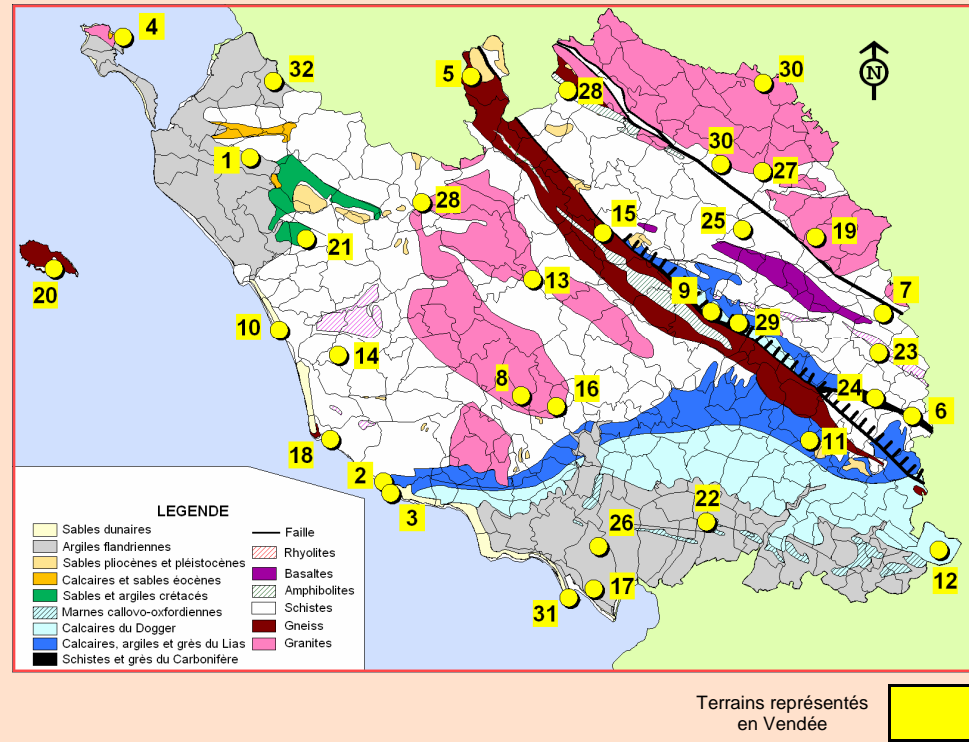 4
32
5
28
30
30
27
1
28
15
25
19
21
20
13
7
9
29
10
14
23
8
16
24
6
11
18
2
3
22
26
12
17
31
N
LEGENDE
Sables dunaires
Argiles flandriennes
Sables pliocènes et pléistocènes
Calcaires et sables éocènes
Sables et argiles crétacés
Marnes callovo-oxfordiennes
Calcaires du Dogger
Calcaires, argiles et grès du Lias
Schistes et grès du Carbonifère
Faille
Rhyolites
Basaltes
Amphibolites
Schistes
Gneiss
Granites
Terrains représentés
en Vendée